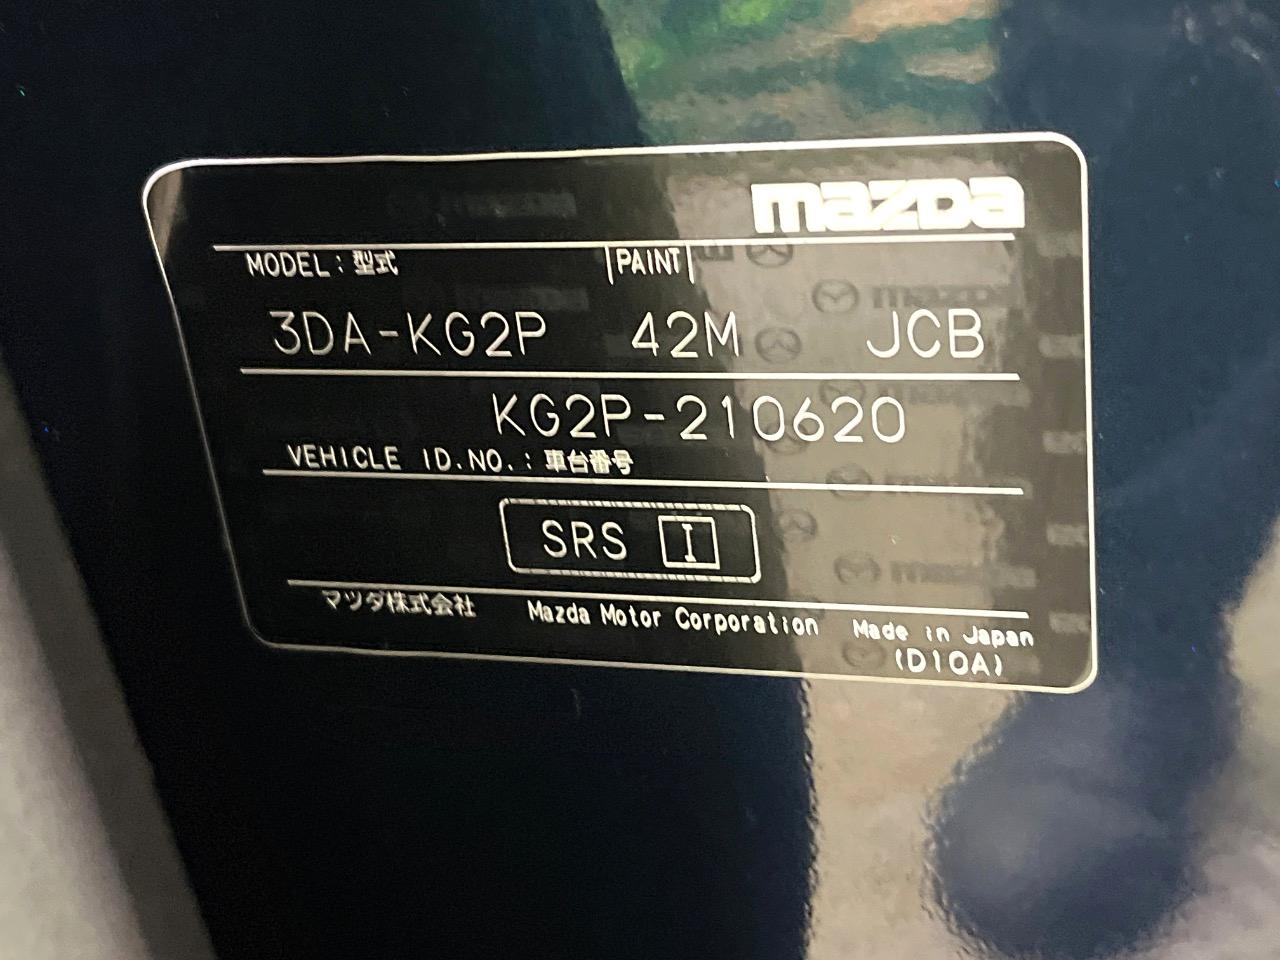 mazda
MODEL : 型式 PAINT
3DA-KG2P 42M JCB
KG2P-210620
VEHICLE ID.NO. : 車台番号
SRS I
マツダ株式会社 Mazda Motor Corporation Made in Japan
(D10A)